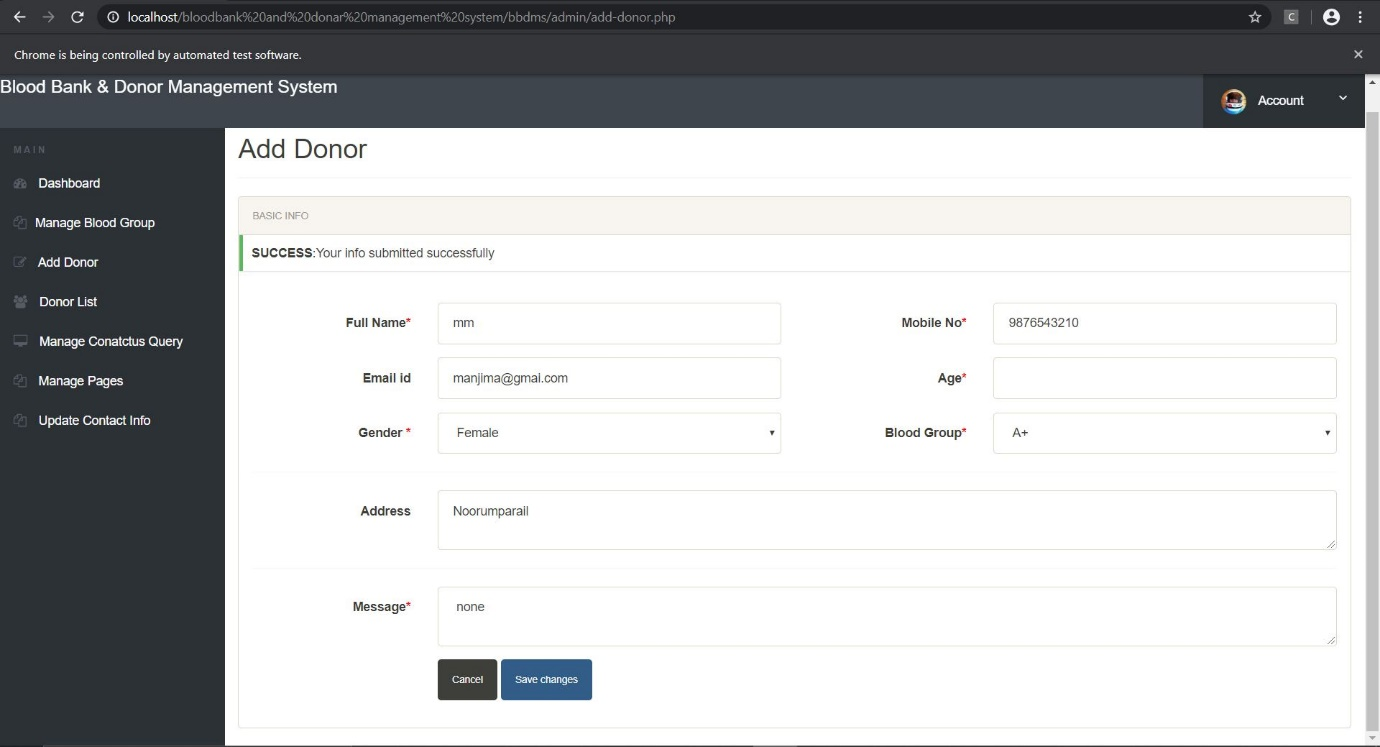 localhost/bloodbank%20and%20donar%20management%20system/bbdms/admin/add-donor.php
C
Chrome is being controlled by automated test software.
Blood Bank & Donor Management System
Account
MAIN
Dashboard
Manage Blood Group
Add Donor
Donor List
Manage Conatctus Query
Manage Pages
Update Contact Info
Add Donor
BASIC INFO
SUCCESS:Your info submitted successfully
Full Name* mm Mobile No* 9876543210
Email id manjima@gmai.com Age*
Gender * Female Blood Group* A+
Address Noorumparail
Message* none
Cancel Save changes